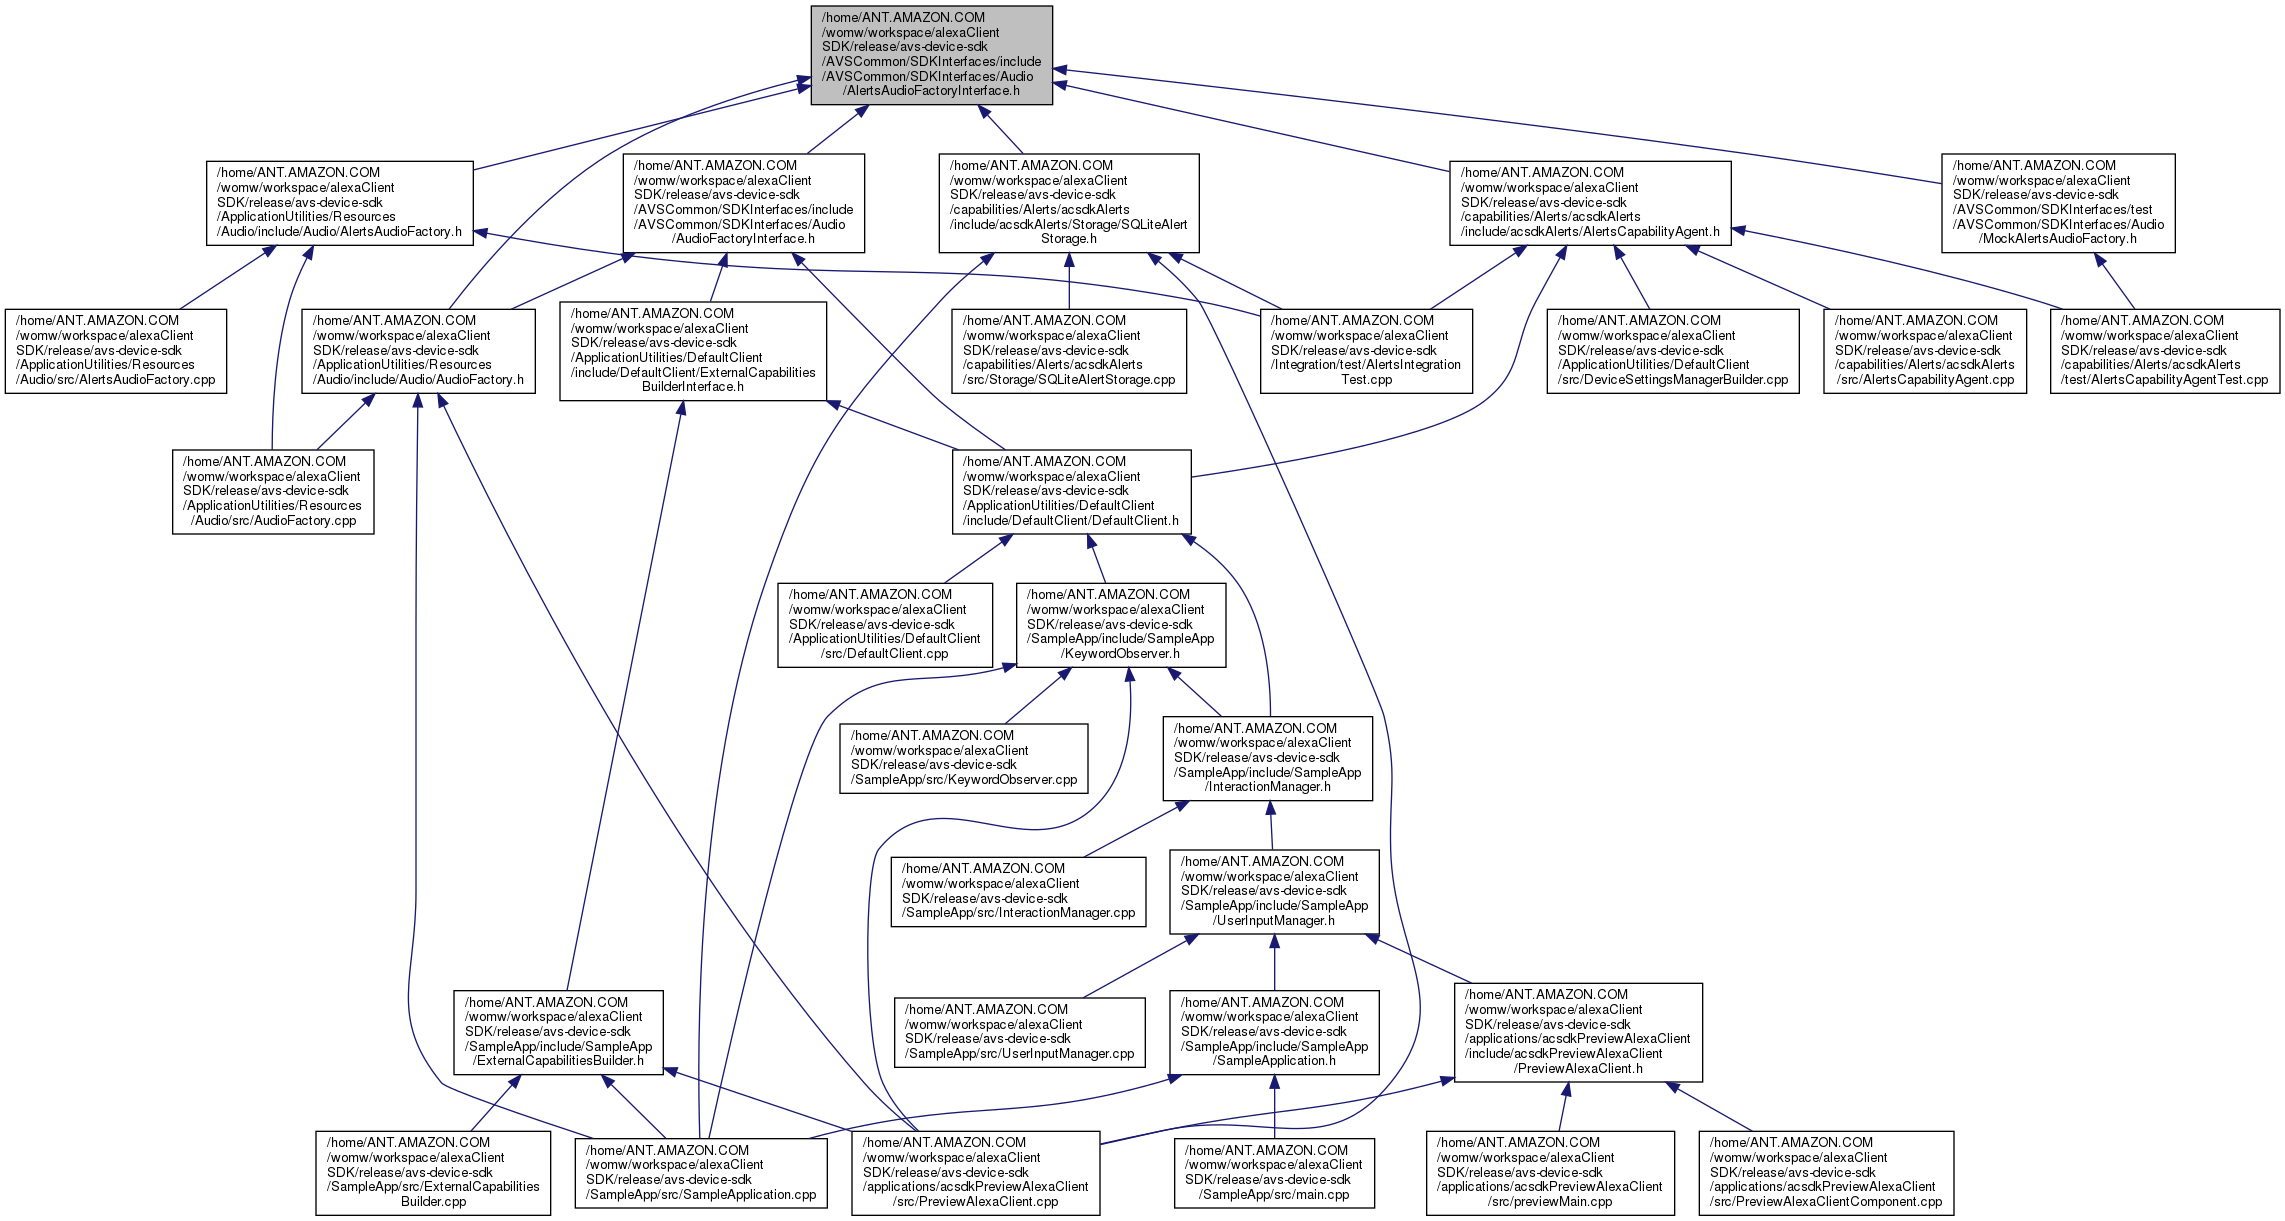 /home/ANT.AMAZON.COM
/womw/workspace/alexaClient
SDK/release/avs-device-sdk
/AVSCommon/SDKInterfaces/include
/AVSCommon/SDKInterfaces/Audio
/AlertsAudioFactoryInterface.h
/home/ANT.AMAZON.COM
/womw/workspace/alexaClient
SDK/release/avs-device-sdk
/ApplicationUtilities/Resources
/Audio/include/Audio/AlertsAudioFactory.h
/home/ANT.AMAZON.COM
/womw/workspace/alexaClient
SDK/release/avs-device-sdk
/AVSCommon/SDKInterfaces/include
/AVSCommon/SDKInterfaces/Audio
/AudioFactoryInterface.h
/home/ANT.AMAZON.COM
/womw/workspace/alexaClient
SDK/release/avs-device-sdk
/capabilities/Alerts/acsdkAlerts
/include/acsdkAlerts/Storage/SQLiteAlert
Storage.h
/home/ANT.AMAZON.COM
/womw/workspace/alexaClient
SDK/release/avs-device-sdk
/capabilities/Alerts/acsdkAlerts
/include/acsdkAlerts/AlertsCapabilityAgent.h
/home/ANT.AMAZON.COM
/womw/workspace/alexaClient
SDK/release/avs-device-sdk
/AVSCommon/SDKInterfaces/test
/AVSCommon/SDKInterfaces/Audio
/MockAlertsAudioFactory.h
/home/ANT.AMAZON.COM
/womw/workspace/alexaClient
SDK/release/avs-device-sdk
/ApplicationUtilities/Resources
/Audio/src/AlertsAudioFactory.cpp
/home/ANT.AMAZON.COM
/womw/workspace/alexaClient
SDK/release/avs-device-sdk
/ApplicationUtilities/Resources
/Audio/include/Audio/AudioFactory.h
/home/ANT.AMAZON.COM
/womw/workspace/alexaClient
SDK/release/avs-device-sdk
/ApplicationUtilities/DefaultClient
/include/DefaultClient/ExternalCapabilities
BuilderInterface.h
/home/ANT.AMAZON.COM
/womw/workspace/alexaClient
SDK/release/avs-device-sdk
/capabilities/Alerts/acsdkAlerts
/src/Storage/SQLiteAlertStorage.cpp
/home/ANT.AMAZON.COM
/womw/workspace/alexaClient
SDK/release/avs-device-sdk
/Integration/test/AlertsIntegration
Test.cpp
/home/ANT.AMAZON.COM
/womw/workspace/alexaClient
SDK/release/avs-device-sdk
/ApplicationUtilities/DefaultClient
/src/DeviceSettingsManagerBuilder.cpp
/home/ANT.AMAZON.COM
/womw/workspace/alexaClient
SDK/release/avs-device-sdk
/capabilities/Alerts/acsdkAlerts
/src/AlertsCapabilityAgent.cpp
/home/ANT.AMAZON.COM
/womw/workspace/alexaClient
SDK/release/avs-device-sdk
/capabilities/Alerts/acsdkAlerts
/test/AlertsCapabilityAgentTest.cpp
/home/ANT.AMAZON.COM
/womw/workspace/alexaClient
SDK/release/avs-device-sdk
/ApplicationUtilities/Resources
/Audio/src/AudioFactory.cpp
/home/ANT.AMAZON.COM
/womw/workspace/alexaClient
SDK/release/avs-device-sdk
/ApplicationUtilities/DefaultClient
/include/DefaultClient/DefaultClient.h
/home/ANT.AMAZON.COM
/womw/workspace/alexaClient
SDK/release/avs-device-sdk
/ApplicationUtilities/DefaultClient
/src/DefaultClient.cpp
/home/ANT.AMAZON.COM
/womw/workspace/alexaClient
SDK/release/avs-device-sdk
/SampleApp/include/SampleApp
/KeywordObserver.h
/home/ANT.AMAZON.COM
/womw/workspace/alexaClient
SDK/release/avs-device-sdk
/SampleApp/src/KeywordObserver.cpp
/home/ANT.AMAZON.COM
/womw/workspace/alexaClient
SDK/release/avs-device-sdk
/SampleApp/include/SampleApp
/InteractionManager.h
/home/ANT.AMAZON.COM
/womw/workspace/alexaClient
SDK/release/avs-device-sdk
/SampleApp/src/InteractionManager.cpp
/home/ANT.AMAZON.COM
/womw/workspace/alexaClient
SDK/release/avs-device-sdk
/SampleApp/include/SampleApp
/UserInputManager.h
/home/ANT.AMAZON.COM
/womw/workspace/alexaClient
SDK/release/avs-device-sdk
/SampleApp/include/SampleApp
/ExternalCapabilitiesBuilder.h
/home/ANT.AMAZON.COM
/womw/workspace/alexaClient
SDK/release/avs-device-sdk
/SampleApp/src/UserInputManager.cpp
/home/ANT.AMAZON.COM
/womw/workspace/alexaClient
SDK/release/avs-device-sdk
/SampleApp/include/SampleApp
/SampleApplication.h
/home/ANT.AMAZON.COM
/womw/workspace/alexaClient
SDK/release/avs-device-sdk
/applications/acsdkPreviewAlexaClient
/include/acsdkPreviewAlexaClient
/PreviewAlexaClient.h
/home/ANT.AMAZON.COM
/womw/workspace/alexaClient
SDK/release/avs-device-sdk
/SampleApp/src/ExternalCapabilities
Builder.cpp
/home/ANT.AMAZON.COM
/womw/workspace/alexaClient
SDK/release/avs-device-sdk
/SampleApp/src/SampleApplication.cpp
/home/ANT.AMAZON.COM
/womw/workspace/alexaClient
SDK/release/avs-device-sdk
/applications/acsdkPreviewAlexaClient
/src/PreviewAlexaClient.cpp
/home/ANT.AMAZON.COM
/womw/workspace/alexaClient
SDK/release/avs-device-sdk
/SampleApp/src/main.cpp
/home/ANT.AMAZON.COM
/womw/workspace/alexaClient
SDK/release/avs-device-sdk
/applications/acsdkPreviewAlexaClient
/src/previewMain.cpp
/home/ANT.AMAZON.COM
/womw/workspace/alexaClient
SDK/release/avs-device-sdk
/applications/acsdkPreviewAlexaClient
/src/PreviewAlexaClientComponent.cpp